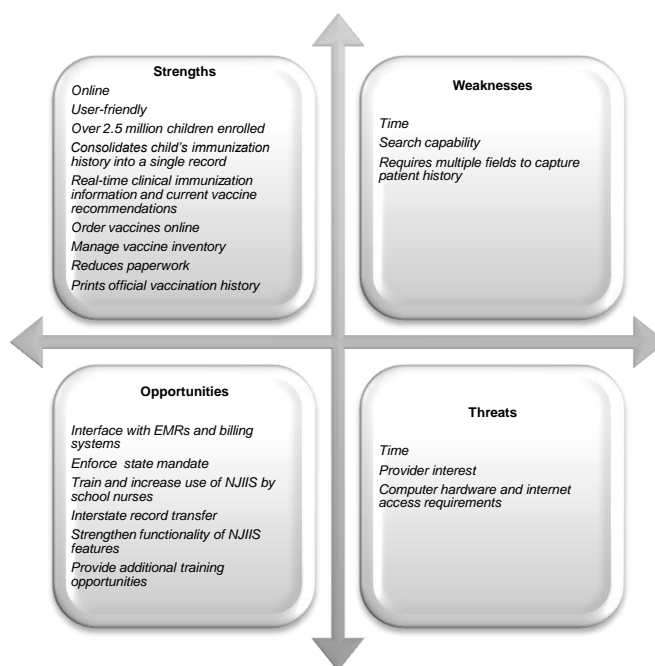 Strengths
Online
User-friendly
Over 2.5 million children enrolled
Consolidates child's immunization
history into a single record
Real-time clinical immunization
information and current vaccine
recommendations
Order vaccines online
Manage vaccine inventory
Reduces paperwork
Prints official vaccination history
Weaknesses
Time
Search capability
Requires multiple fields to capture
patient history
Opportunities
Interface with EMRs and billing
systems
Enforce state mandate
Train and increase use of NJIIS by
school nurses
Interstate record transfer
Strengthen functionality of NJIIS
features
Provide additional training
opportunities
Threats
Time
Provider interest
Computer hardware and internet
access requirements